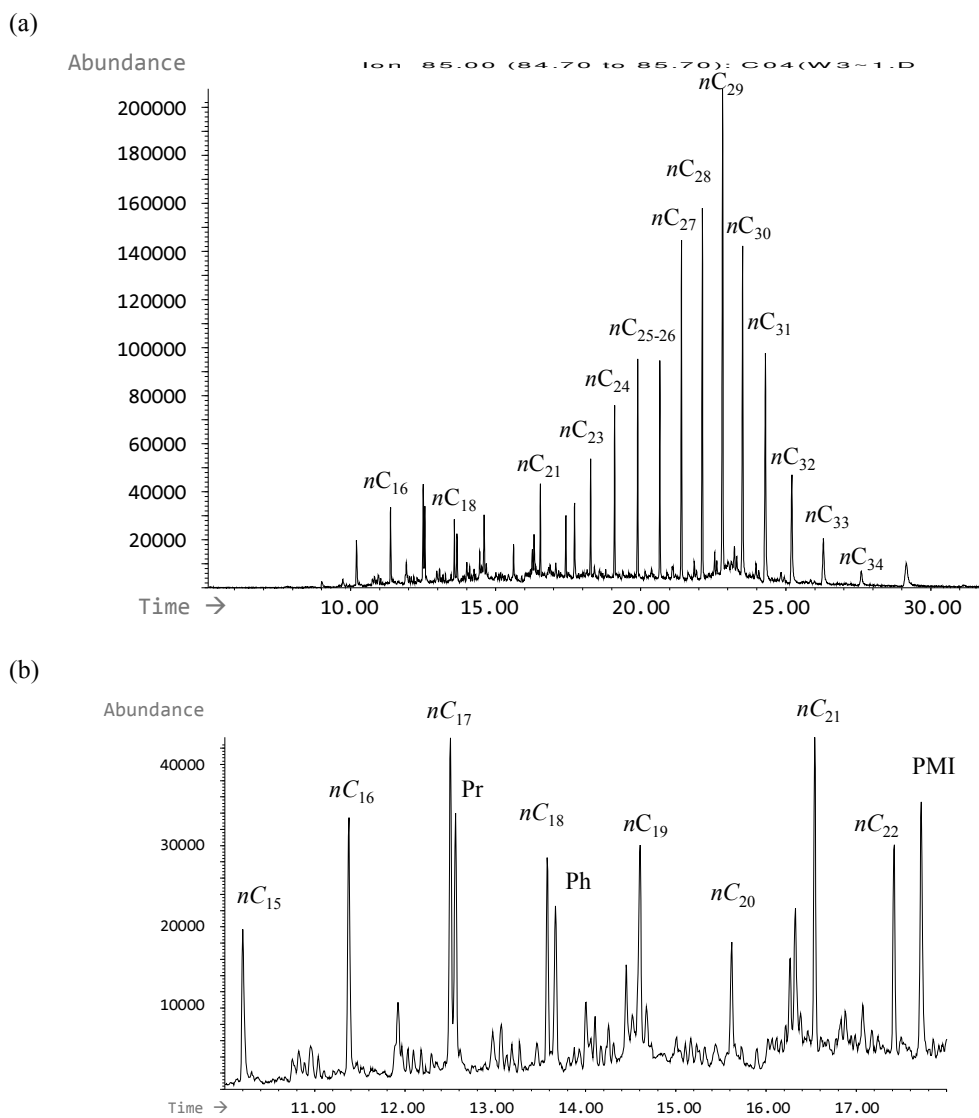 (a)
Abundance
Ion 85.00 (84.70 to 85.70): C04(W3~1.D
nC29
200000
180000
nC28
160000
nC27
nC30
140000
120000
nC31
nC25-26
100000
nC24
80000
nC23
60000
nC21
nC32
nC16
nC18
40000
nC33
20000
nC34
Time →
10.00 15.00 20.00 25.00 30.00
(b)
Abundance
nC17
nC21
40000
PMI
Pr
nC16
nC18
nC19
nC22
30000
Ph
nC15
nC20
20000
10000
Time →
11.00 12.00 13.00 14.00 15.00 16.00 17.00